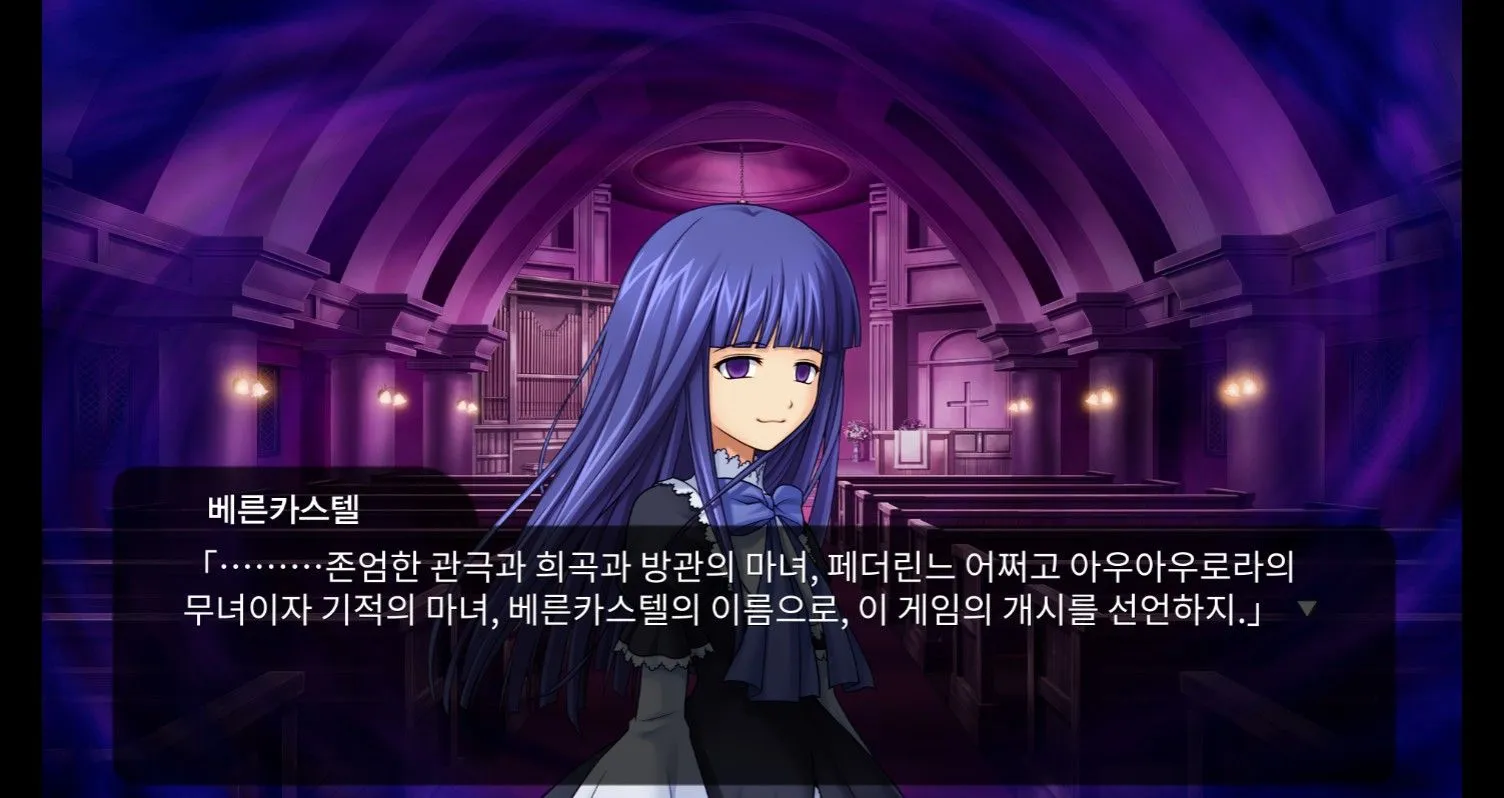 베른카스텔
「………존엄한 관극과 희곡과 방관의 마녀, 페더린느 어쩌고 아우아우로라의
무녀이자 기적의 마녀, 베른카스텔의 이름으로, 이 게임의 개시를 선언하지.」